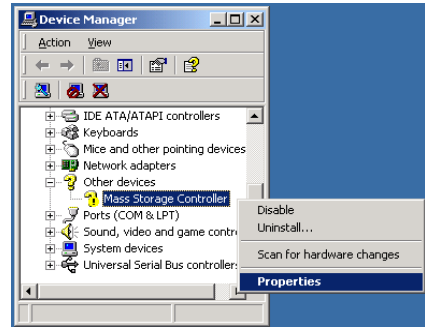 Device Manager
Action View
IDE ATA/ATAPI controllers
Keyboards
Mice and other pointing devices
Network adapters
Other devices
Mass Storage Controller
Ports (COM & LPT)
Sound, video and game contr
System devices
Universal Serial Bus controller
Disable
Uninstall...
Scan for hardware changes
Properties